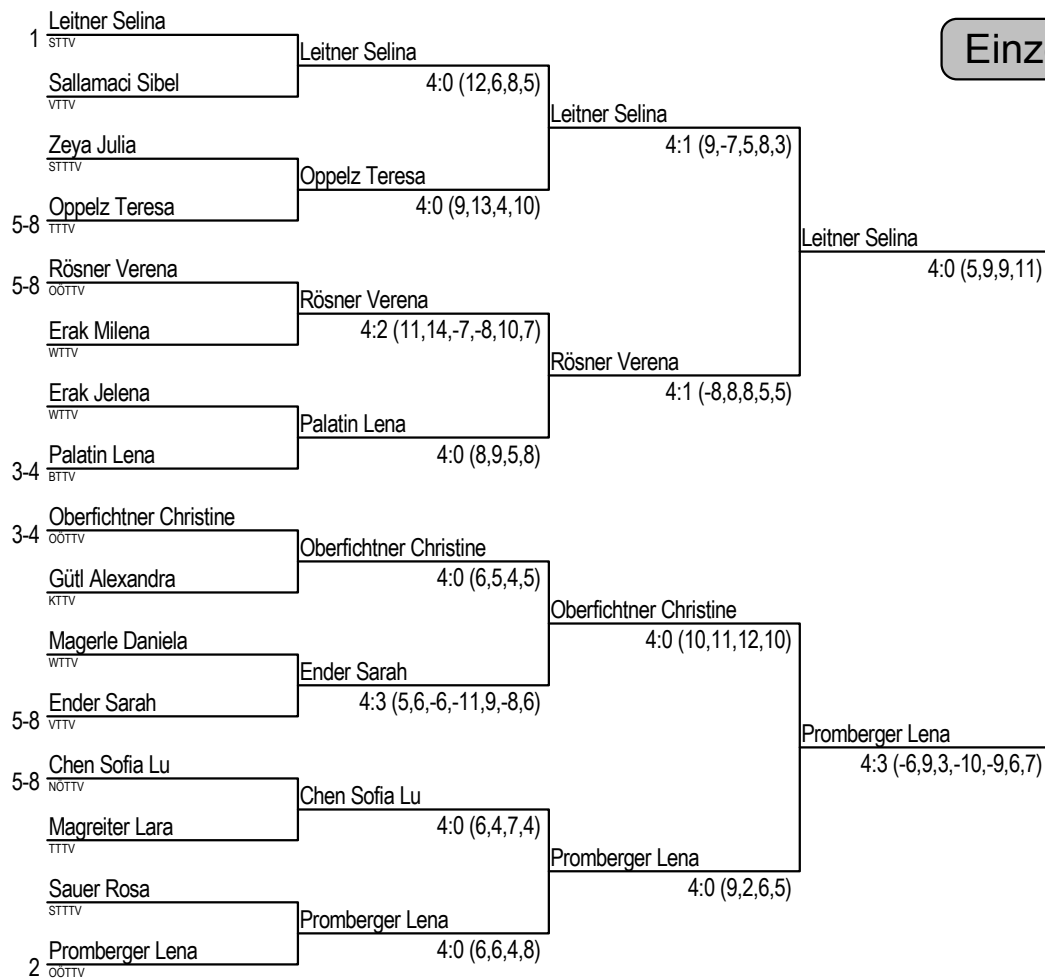 Leitner Selina
1
STTV
Leitner Selina
Einz
Sallamaci Sibel
4:0 (12,6,8,5)
VTTV
Leitner Selina
Zeya Julia
4:1 (9,-7,5,8,3)
STTTV
Oppelz Teresa
Oppelz Teresa
4:0 (9,13,4,10)
5-8
TTTV
Leitner Selina
Rösner Verena
4:0 (5,9,9,11)
5-8
OÖTTV
Rösner Verena
Erak Milena
4:2 (11,14,-7,-8,10,7)
WTTV
Rösner Verena
Erak Jelena
4:1 (-8,8,8,5,5)
WTTV
Palatin Lena
Palatin Lena
4:0 (8,9,5,8)
3-4
BTTV
Oberfichtner Christine
3-4
OÖTTV
Oberfichtner Christine
Gütl Alexandra
4:0 (6,5,4,5)
KTTV
Oberfichtner Christine
Magerle Daniela
4:0 (10,11,12,10)
WTTV
Ender Sarah
Ender Sarah
4:3 (5,6,-6,-11,9,-8,6)
5-8
VTTV
Promberger Lena
Chen Sofia Lu
4:3 (-6,9,3,-10,-9,6,7)
5-8
NÖTTV
Chen Sofia Lu
Magreiter Lara
4:0 (6,4,7,4)
TTTV
Promberger Lena
Sauer Rosa
4:0 (9,2,6,5)
STTTV
Promberger Lena
Promberger Lena
4:0 (6,6,4,8)
2
OÖTTV